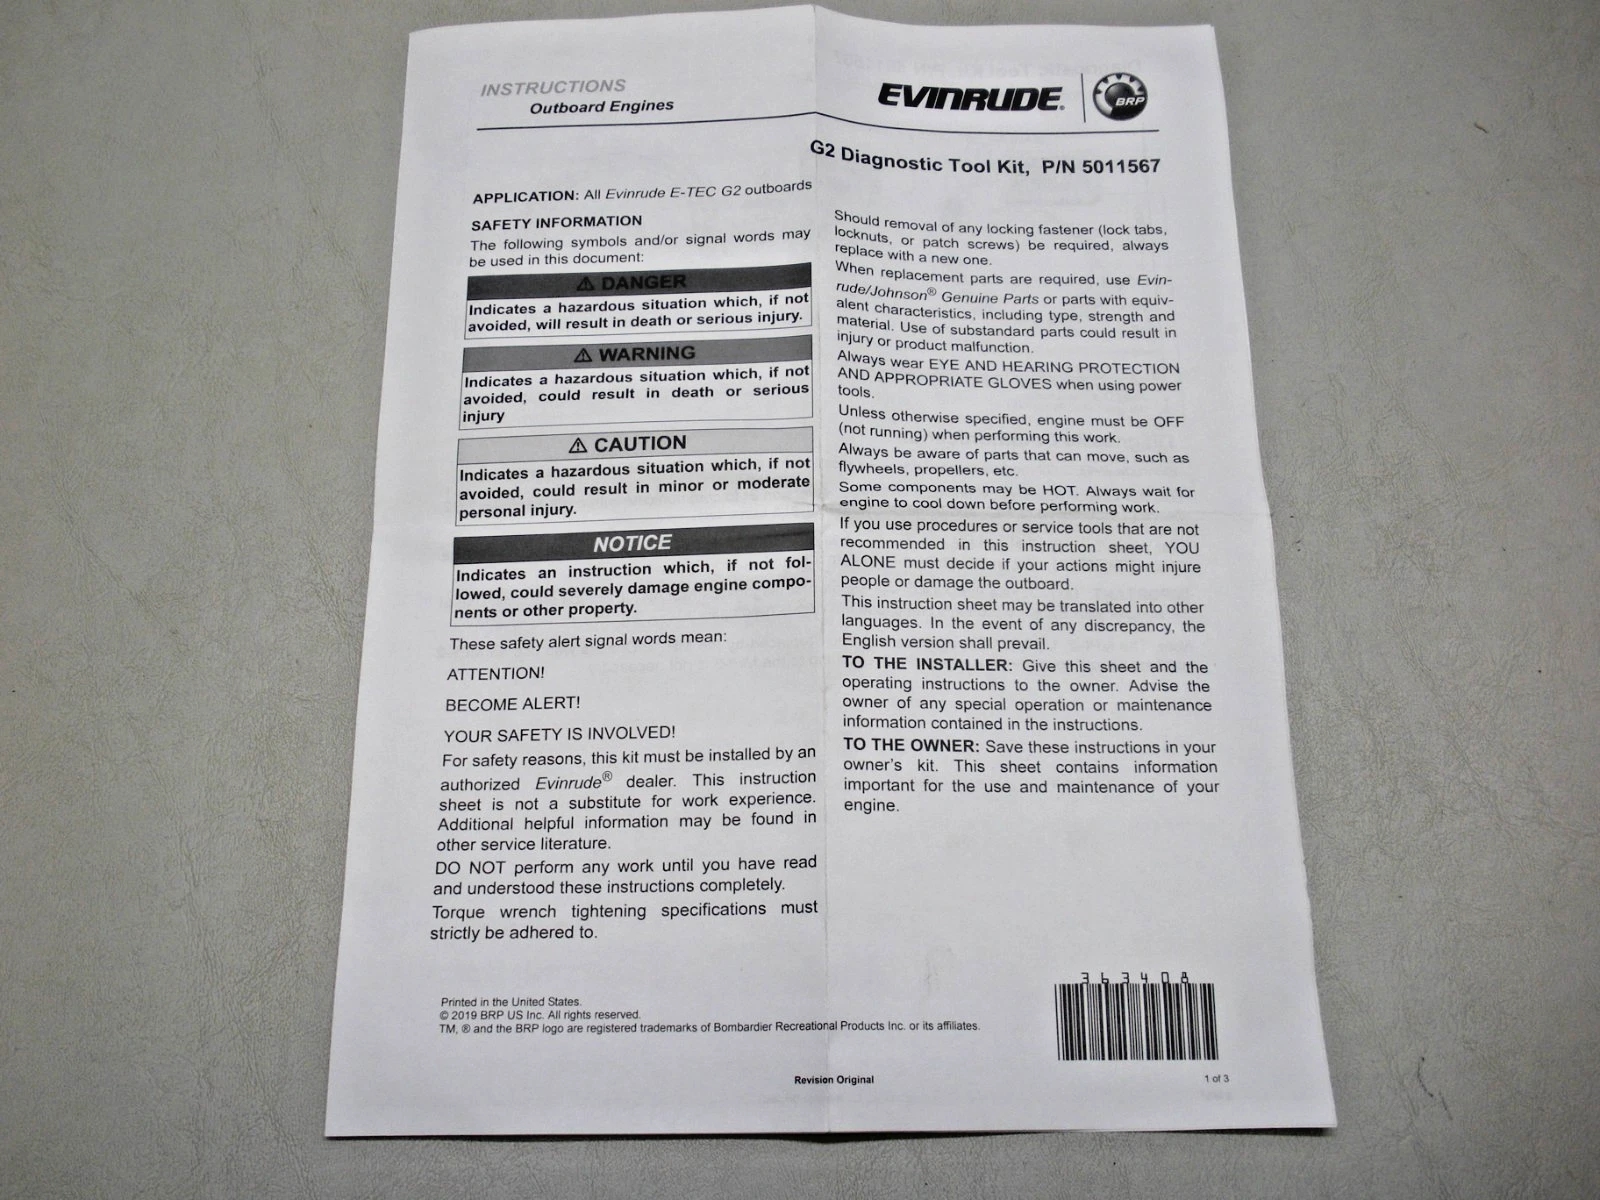 INSTRUCTIONS
Outboard Engines
EVINRUDE®
BRP
G2 Diagnostic Tool Kit, P/N 5011567
APPLICATION: All Evinrude E-TEC G2 outboards
SAFETY INFORMATION
The following symbols and/or signal words may
be used in this document:
⚠ DANGER
Indicates a hazardous situation which, if not
avoided, will result in death or serious injury.
⚠ WARNING
Indicates a hazardous situation which, if not
avoided, could result in death or serious
injury
⚠ CAUTION
Indicates a hazardous situation which, if not
avoided, could result in minor or moderate
personal injury.
NOTICE
Indicates an instruction which, if not fol-
lowed, could severely damage engine compo-
nents or other property.
These safety alert signal words mean:
ATTENTION!
BECOME ALERT!
YOUR SAFETY IS INVOLVED!
For safety reasons, this kit must be installed by an
authorized Evinrude® dealer. This instruction
sheet is not a substitute for work experience.
Additional helpful information may be found in
other service literature.
DO NOT perform any work until you have read
and understood these instructions completely.
Torque wrench tightening specifications must
strictly be adhered to.
Should removal of any locking fastener (lock tabs,
locknuts, or patch screws) be required, always
replace with a new one.
When replacement parts are required, use Evin-
rude/Johnson® Genuine Parts or parts with equiv-
alent characteristics, including type, strength and
material. Use of substandard parts could result in
injury or product malfunction.
Always wear EYE AND HEARING PROTECTION
AND APPROPRIATE GLOVES when using power
tools.
Unless otherwise specified, engine must be OFF
(not running) when performing this work.
Always be aware of parts that can move, such as
flywheels, propellers, etc.
Some components may be HOT. Always wait for
engine to cool down before performing work.
If you use procedures or service tools that are not
recommended in this instruction sheet, YOU
ALONE must decide if your actions might injure
people or damage the outboard.
This instruction sheet may be translated into other
languages. In the event of any discrepancy, the
English version shall prevail.
TO THE INSTALLER: Give this sheet and the
operating instructions to the owner. Advise the
owner of any special operation or maintenance
information contained in the instructions.
TO THE OWNER: Save these instructions in your
owner's kit. This sheet contains information
important for the use and maintenance of your
engine.
363408
Printed in the United States.
© 2019 BRP US Inc. All rights reserved.
TM, ® and the BRP logo are registered trademarks of Bombardier Recreational Products Inc. or its affiliates.
Revision Original
1 of 3